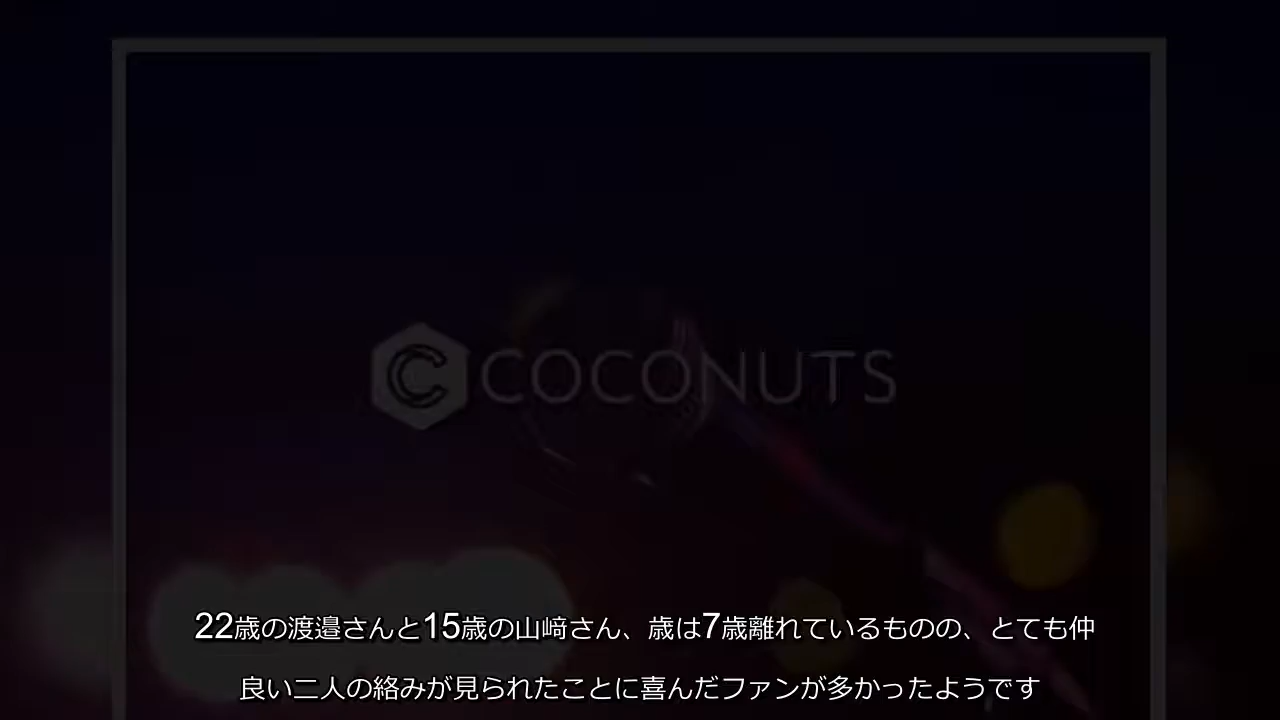 COCONUTS
22歳の渡邉さんと15歳の山﨑さん、歳は7歳離れているものの、とても仲
良い二人の絡みが見られたことに喜んだファンが多かったようです